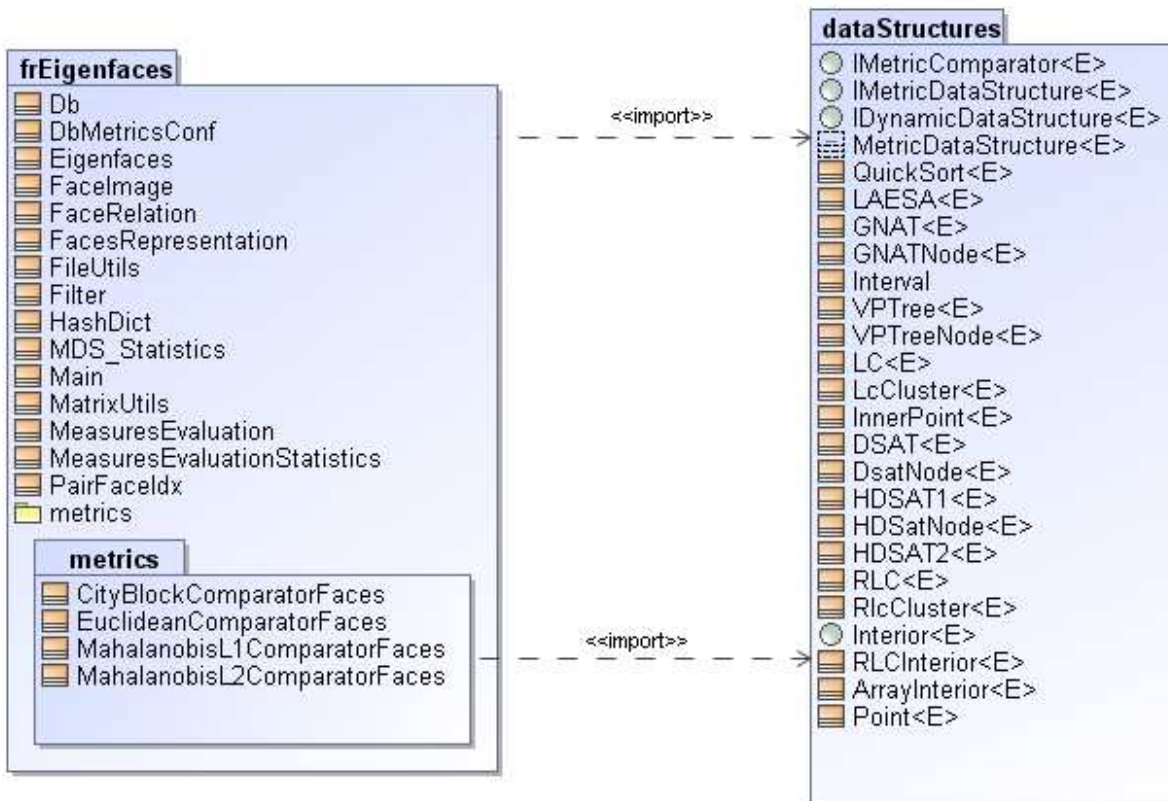 frEigenfaces
Db
DbMetricsConf
Eigenfaces
FaceImage
FaceRelation
FacesRepresentation
FileUtils
Filter
HashDict
MDS_Statistics
Main
MatrixUtils
MeasuresEvaluation
MeasuresEvaluationStatistics
PairFaceIdx
metrics
metrics
CityBlockComparatorFaces
EuclideanComparatorFaces
MahalanobisL1ComparatorFaces
MahalanobisL2ComparatorFaces
<<import>>
<<import>>
dataStructures
IMetricComparator<E>
IMetricDataStructure<E>
IDynamicDataStructure<E>
MetricDataStructure<E>
QuickSort<E>
LAESA<E>
GNAT<E>
GNATNode<E>
Interval
VPTree<E>
VPTreeNode<E>
LC<E>
LcCluster<E>
InnerPoint<E>
DSAT<E>
DsatNode<E>
HDSAT1<E>
HDSatNode<E>
HDSAT2<E>
RLC<E>
RlcCluster<E>
Interior<E>
RLCInterior<E>
ArrayInterior<E>
Point<E>